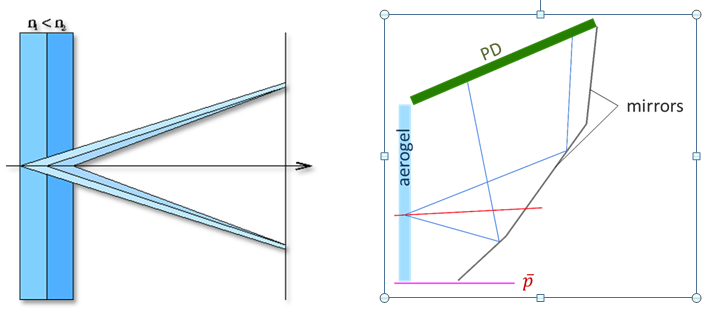 n₁ < n₂
PD
mirrors
aerogel
p̄